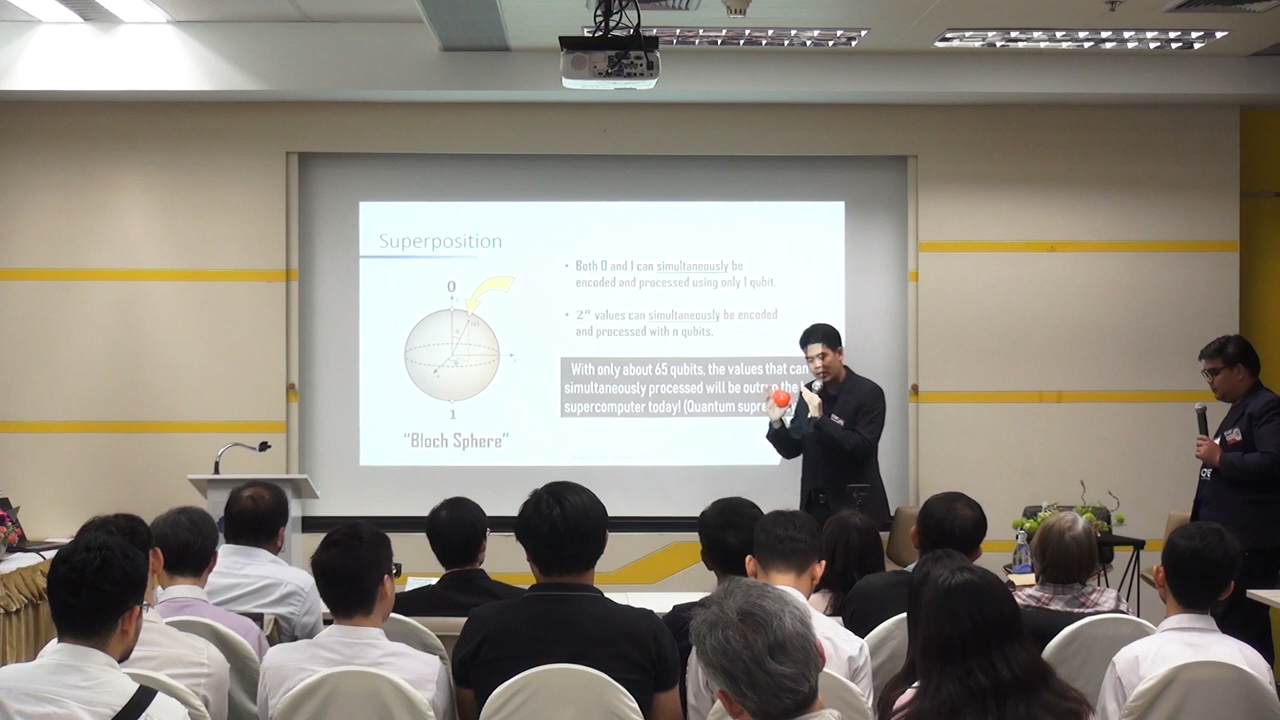 Superposition
0
1
"Bloch Sphere"
• Both 0 and 1 can simultaneously be
encoded and processed using only 1 qubit.
• 2ⁿ values can simultaneously be encoded
and processed with n qubits.
With only about 65 qubits, the values that can
simultaneously processed will be the
supercomputer today! (Quantum